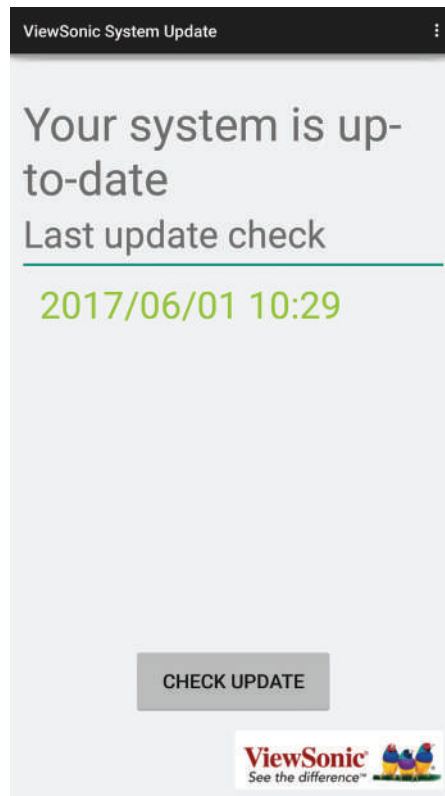 ViewSonic System Update
Your system is up-
to-date
Last update check
2017/06/01 10:29
CHECK UPDATE
ViewSonic®
See the difference™